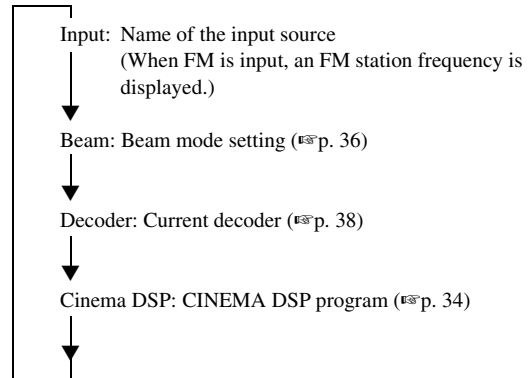 Input: Name of the input source
(When FM is input, an FM station frequency is
displayed.)
Beam: Beam mode setting (☞p. 36)
Decoder: Current decoder (☞p. 38)
Cinema DSP: CINEMA DSP program (☞p. 34)